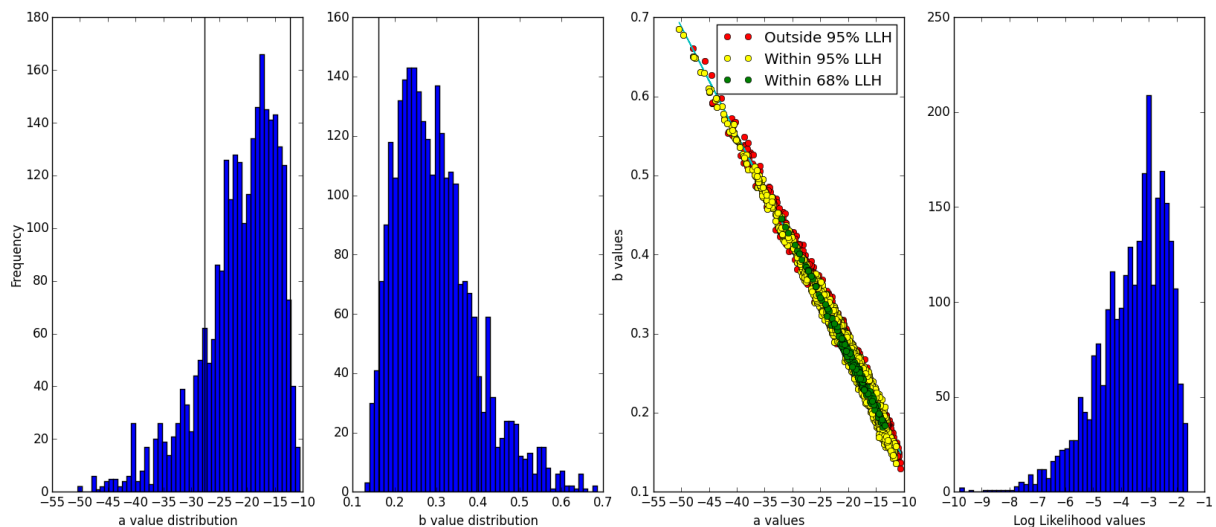 180
160
140
120
100
80
60
40
20
0
Frequency
−55 −50 −45 −40 −35 −30 −25 −20 −15 −10
a value distribution
160
140
120
100
80
60
40
20
0
0.1 0.2 0.3 0.4 0.5 0.6 0.7
b value distribution
0.7
0.6
0.5
0.4
0.3
0.2
0.1
b values
Outside 95% LLH
Within 95% LLH
Within 68% LLH
−55 −50 −45 −40 −35 −30 −25 −20 −15 −10
a values
250
200
150
100
50
0
−10 −9 −8 −7 −6 −5 −4 −3 −2 −1
Log Likelihood values